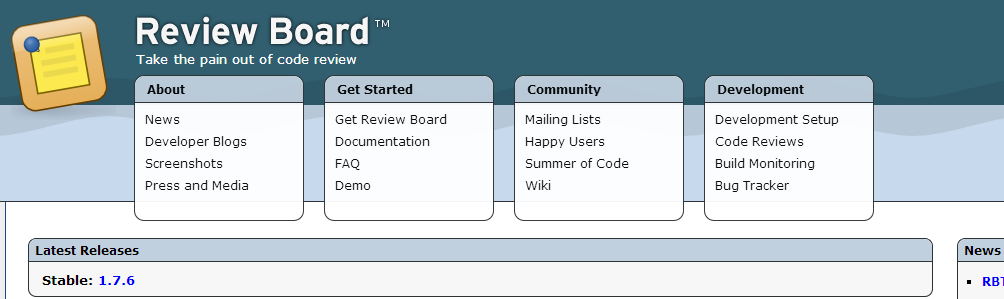 Review Board™
Take the pain out of code review
About
News
Developer Blogs
Screenshots
Press and Media
Get Started
Get Review Board
Documentation
FAQ
Demo
Community
Mailing Lists
Happy Users
Summer of Code
Wiki
Development
Development Setup
Code Reviews
Build Monitoring
Bug Tracker
Latest Releases
Stable: 1.7.6
News
RBT